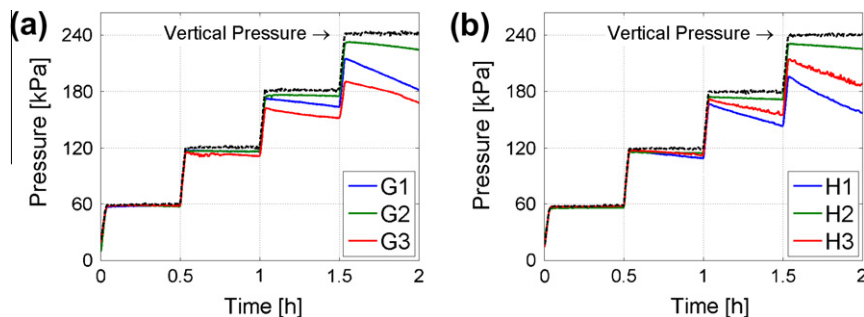 (a)
Vertical Pressure →
Pressure [kPa]
240
180
120
60
0
G1
G2
G3
0 0.5 1 1.5 2
Time [h]
(b)
Vertical Pressure →
Pressure [kPa]
240
180
120
60
0
H1
H2
H3
0 0.5 1 1.5 2
Time [h]